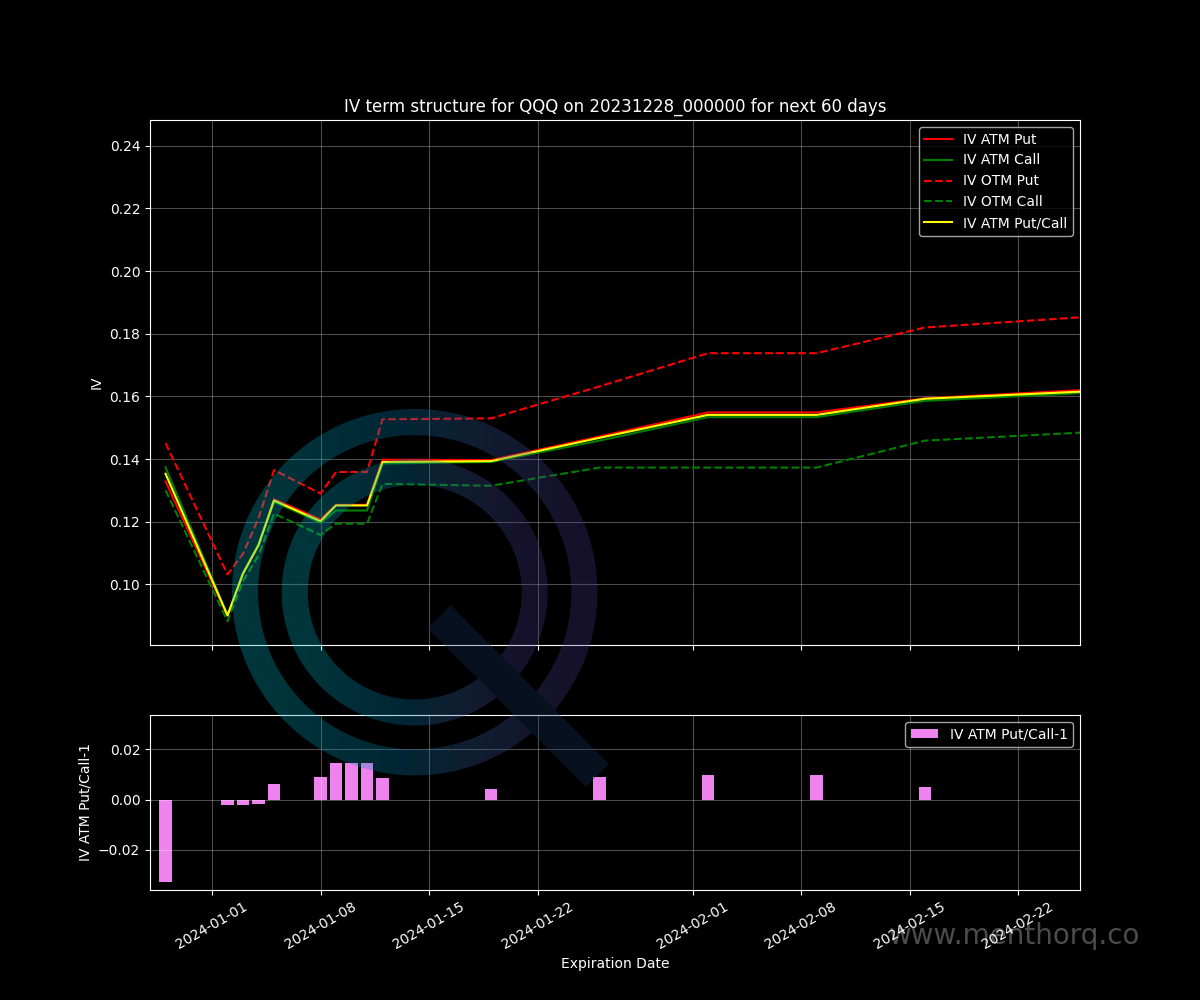 IV term structure for QQQ on 20231228_000000 for next 60 days
IV ATM Put
IV ATM Call
IV OTM Put
IV OTM Call
IV ATM Put/Call
0.24
0.22
0.20
0.18
0.16
0.14
0.12
0.10
IV
IV ATM Put/Call-1
0.02
0.00
−0.02
IV ATM Put/Call-1
2024-01-01
2024-01-08
2024-01-15
2024-01-22
2024-02-01
2024-02-08
2024-02-15
2024-02-22
www.menthorq.co
Expiration Date